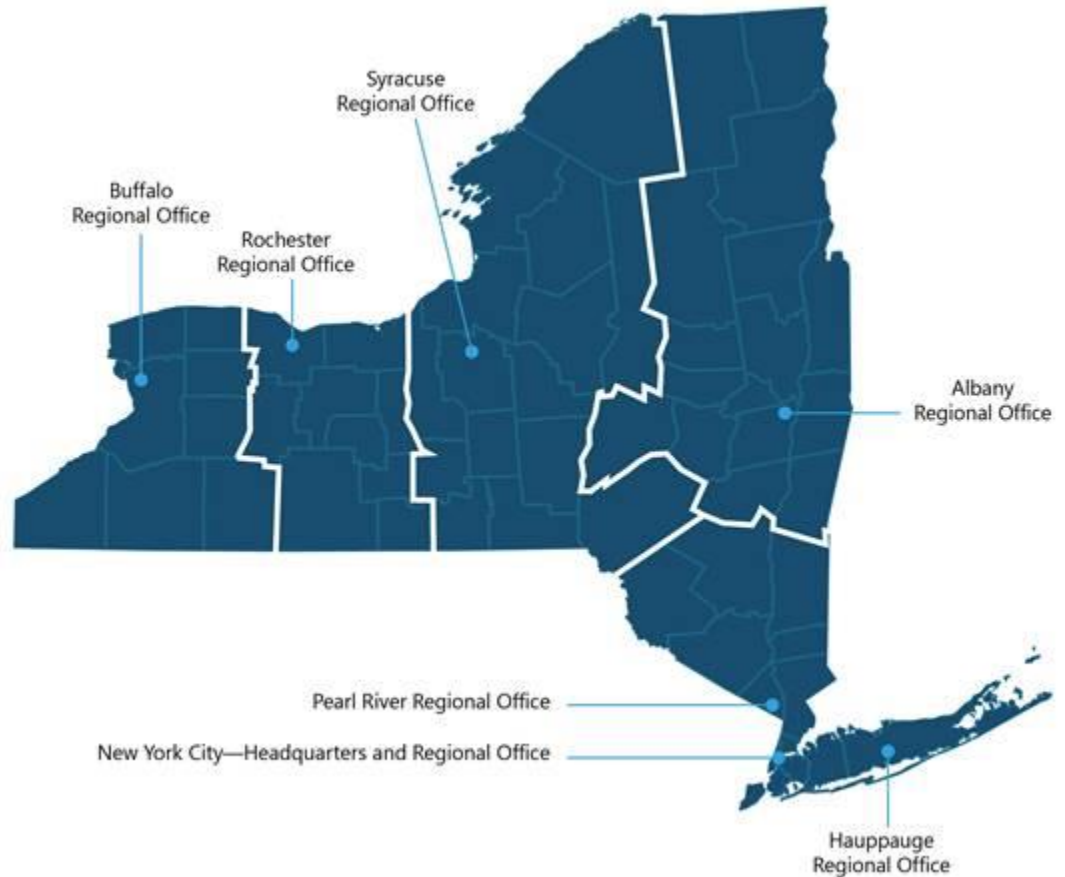 Syracuse
Regional Office
Buffalo
Regional Office
Rochester
Regional Office
Albany
Regional Office
Pearl River Regional Office
New York City—Headquarters and Regional Office
Hauppauge
Regional Office